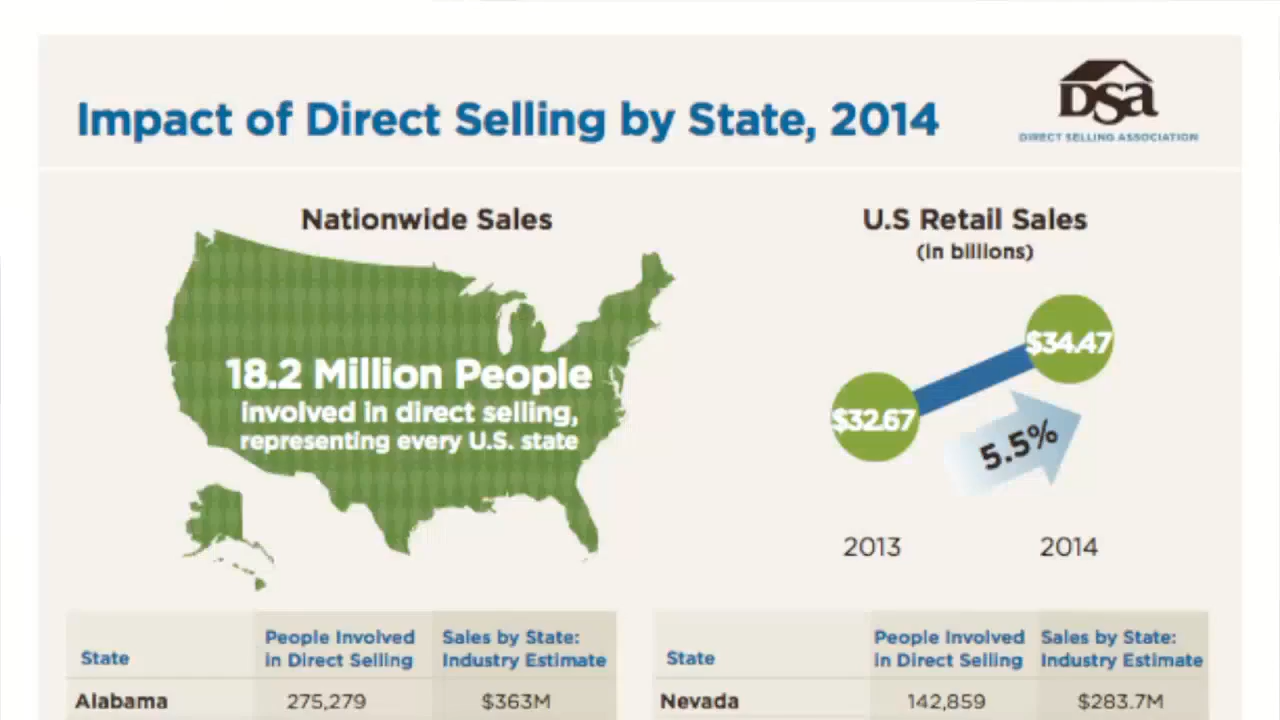 Impact of Direct Selling by State, 2014
DSA
DIRECT SELLING ASSOCIATION
Nationwide Sales
18.2 Million People
involved in direct selling,
representing every U.S. state
U.S Retail Sales
(in billions)
$34.47
$32.67
5.5%
2013 2014
State People Involved in Direct Selling Sales by State: Industry Estimate
Alabama 275,279 $363M
State People Involved in Direct Selling Sales by State: Industry Estimate
Nevada 142,859 $283.7M